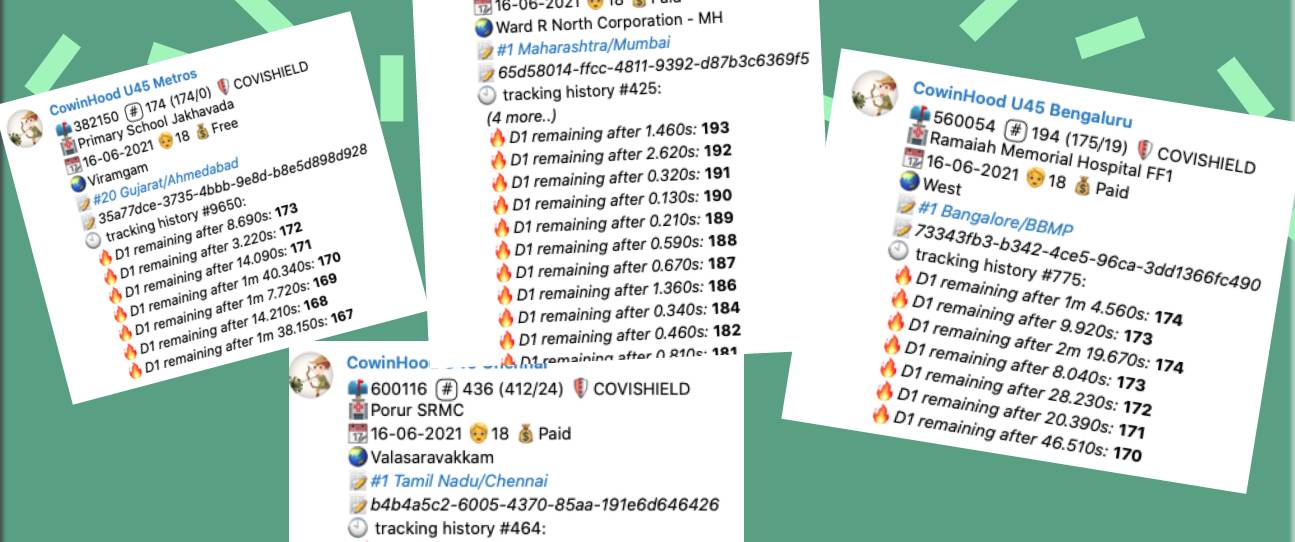 CowinHood U45 Metros
382150 # 174 (174/0) COVISHIELD
Primary School Jakhavada
16-06-2021 18 Free
Viramgam
#20 Gujarat/Ahmedabad
35a77dce-3735-4bbb-9e8d-b8e5d898d928
tracking history #9650:
D1 remaining after 8.690s: 173
D1 remaining after 3.220s: 172
D1 remaining after 14.090s: 171
D1 remaining after 1m 40.340s: 170
D1 remaining after 1m 7.720s: 169
D1 remaining after 14.210s: 168
D1 remaining after 1m 38.150s: 167
16-06-2021 18 Paid
Ward R North Corporation - MH
#1 Maharashtra/Mumbai
65d58014-ffcc-4811-9392-d87b3c6369f5
tracking history #425:
(4 more..)
D1 remaining after 1.460s: 193
D1 remaining after 2.620s: 192
D1 remaining after 0.320s: 191
D1 remaining after 0.130s: 190
D1 remaining after 0.210s: 189
D1 remaining after 0.590s: 188
D1 remaining after 0.670s: 187
D1 remaining after 1.360s: 186
D1 remaining after 0.340s: 184
D1 remaining after 0.460s: 182
D1 remaining after 0.810s: 181
CowinHood
600116 # 436 (412/24) COVISHIELD
Porur SRMC
16-06-2021 18 Paid
Valasaravakkam
#1 Tamil Nadu/Chennai
b4b4a5c2-6005-4370-85aa-191e6d646426
tracking history #464:
CowinHood U45 Bengaluru
560054 # 194 (175/19) COVISHIELD
Ramaiah Memorial Hospital FF1
16-06-2021 18 Paid
West
#1 Bangalore/BBMP
73343fb3-b342-4ce5-96ca-3dd1366fc490
tracking history #775:
D1 remaining after 1m 4.560s: 174
D1 remaining after 9.920s: 173
D1 remaining after 2m 19.670s: 174
D1 remaining after 8.040s: 173
D1 remaining after 28.230s: 172
D1 remaining after 20.390s: 171
D1 remaining after 46.510s: 170